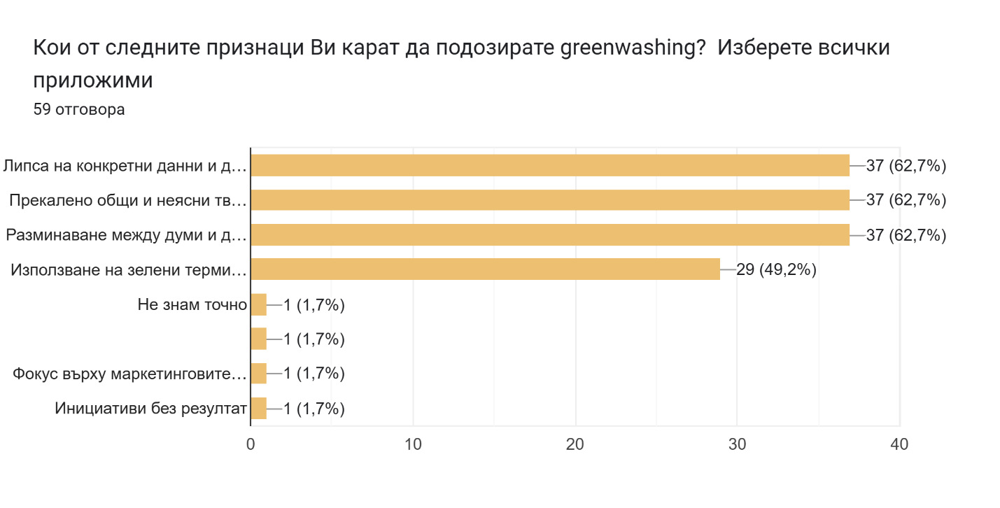 Кои от следните признаци Ви карат да подозирате greenwashing?  Изберете всички
приложими
59 отговора
Липса на конкретни данни и д… 37 (62,7%)
Прекалено общи и неясни тв… 37 (62,7%)
Разминаване между думи и д… 37 (62,7%)
Използване на зелени терми… 29 (49,2%)
Не знам точно 1 (1,7%)
1 (1,7%)
Фокус върху маркетинговите… 1 (1,7%)
Инициативи без резултат 1 (1,7%)
0 10 20 30 40